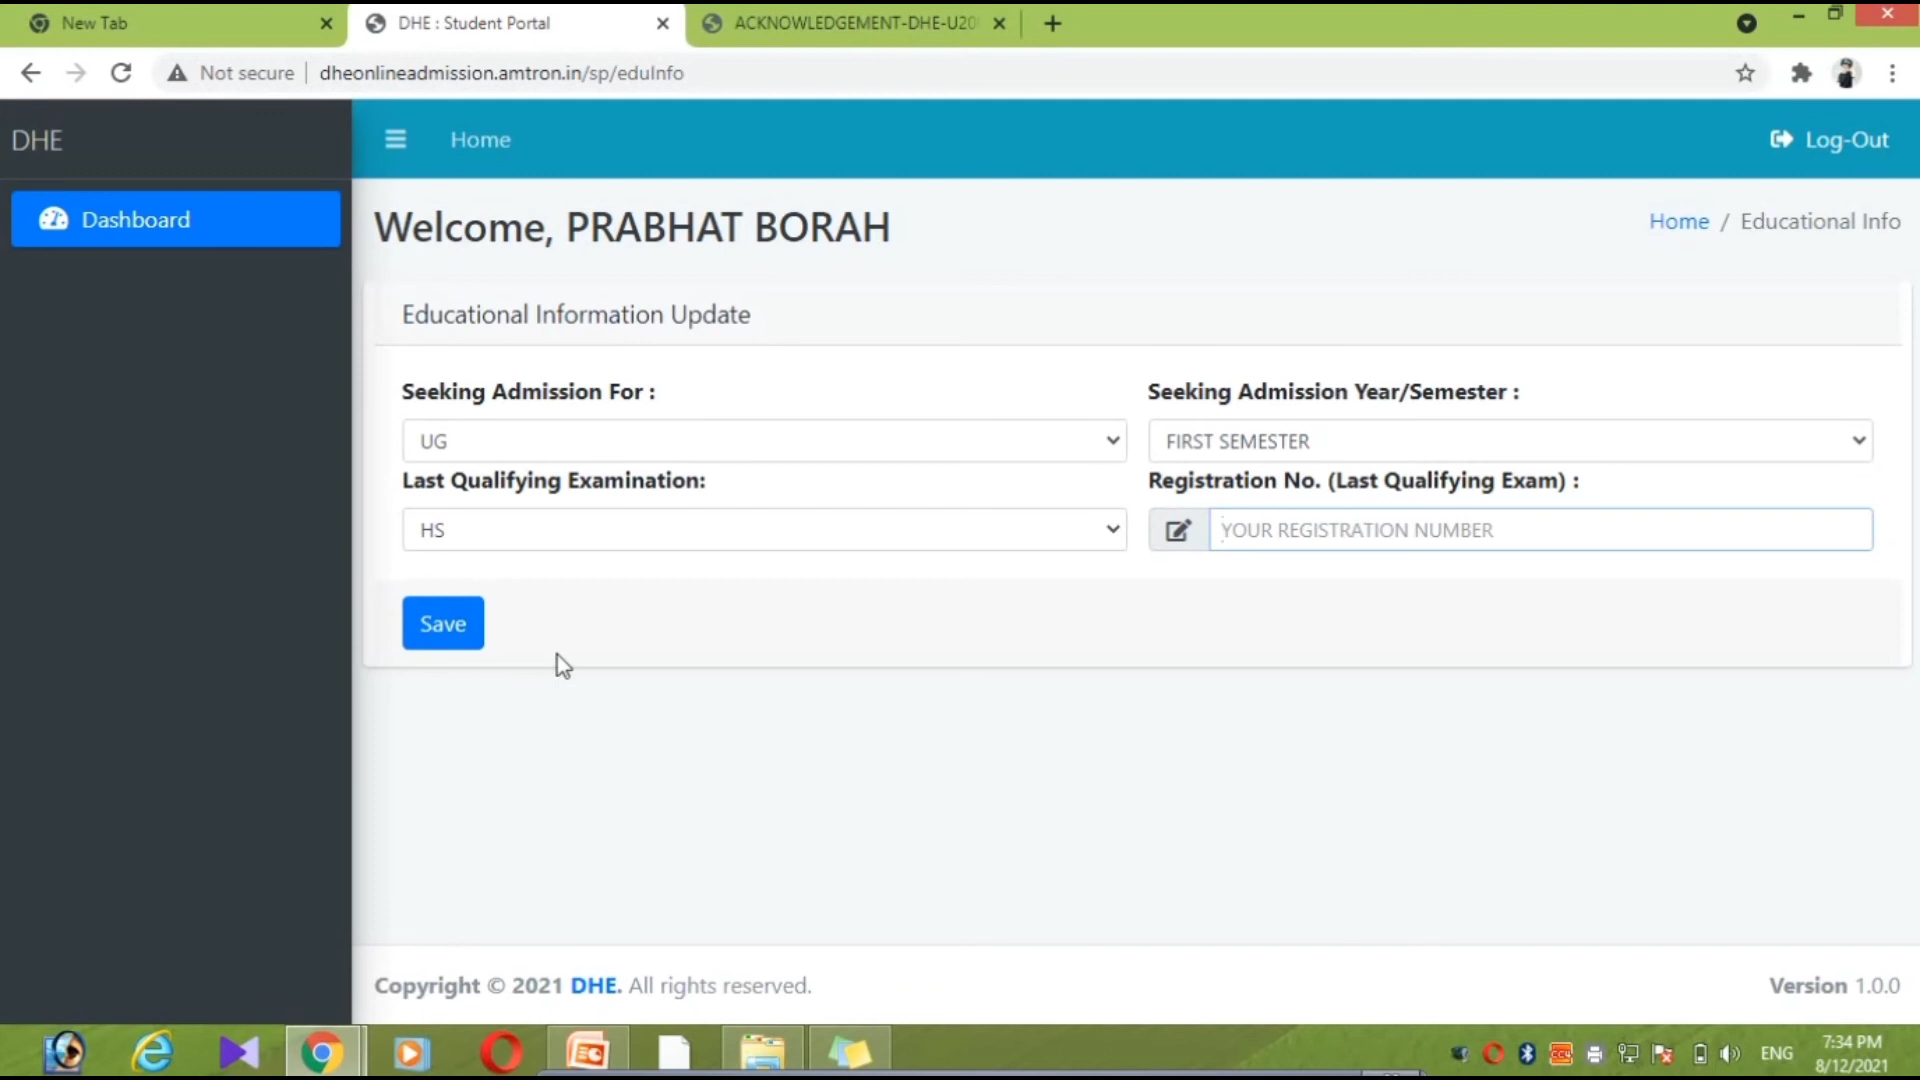 New Tab
DHE : Student Portal
ACKNOWLEDGEMENT-DHE-U20
Not secure
dheonlineadmission.amtron.in/sp/eduInfo
DHE
Home
Log-Out
Dashboard
Welcome, PRABHAT BORAH
Home / Educational Info
Educational Information Update
Seeking Admission For :
Seeking Admission Year/Semester :
UG
FIRST SEMESTER
Last Qualifying Examination:
Registration No. (Last Qualifying Exam) :
HS
YOUR REGISTRATION NUMBER
Save
Copyright © 2021 DHE. All rights reserved.
Version 1.0.0
ENG
7:34 PM
8/12/2021